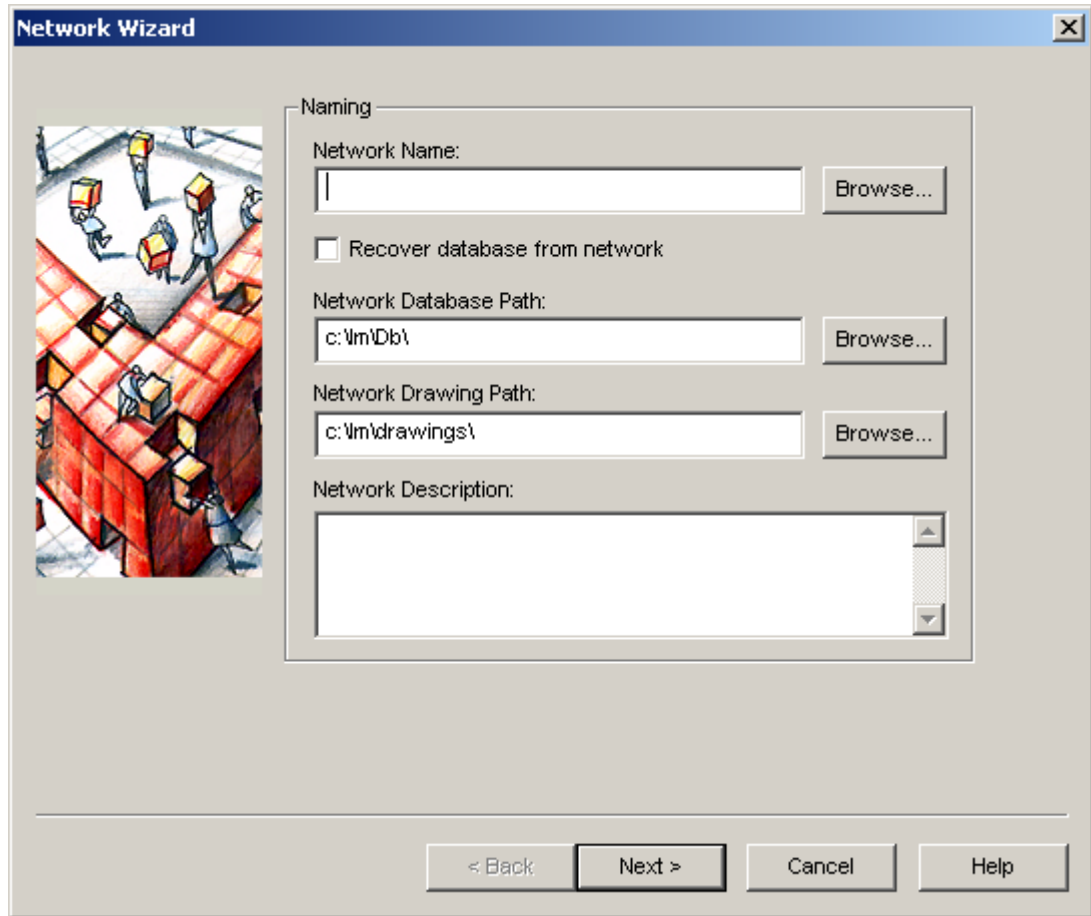 Network Wizard
Naming
Network Name:
Browse...
Recover database from network
Network Database Path:
c:\lm\Db\
Browse...
Network Drawing Path:
c:\lm\drawings\
Browse...
Network Description:
< Back
Next >
Cancel
Help